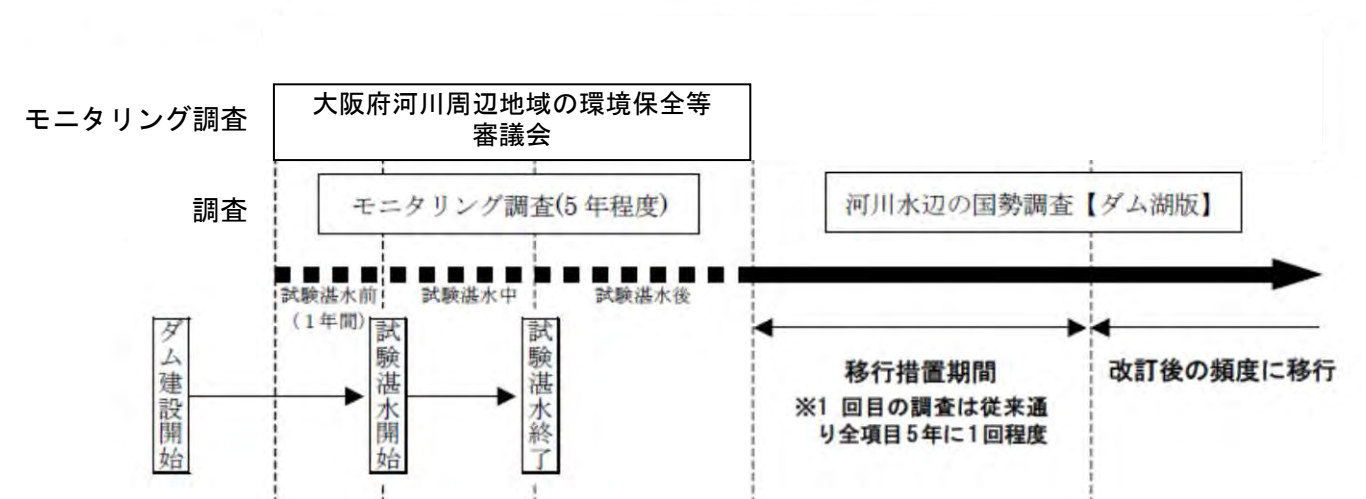 モニタリング調査
大阪府河川周辺地域の環境保全等
審議会
調査
モニタリング調査(5年程度)
河川水辺の国勢調査【ダム湖版】
試験湛水前
(1年間)
試験湛水中
試験湛水後
ダム建設開始
試験湛水開始
試験湛水終了
移行措置期間
※1 回目の調査は従来通
り全項目5年に1回程度
改訂後の頻度に移行